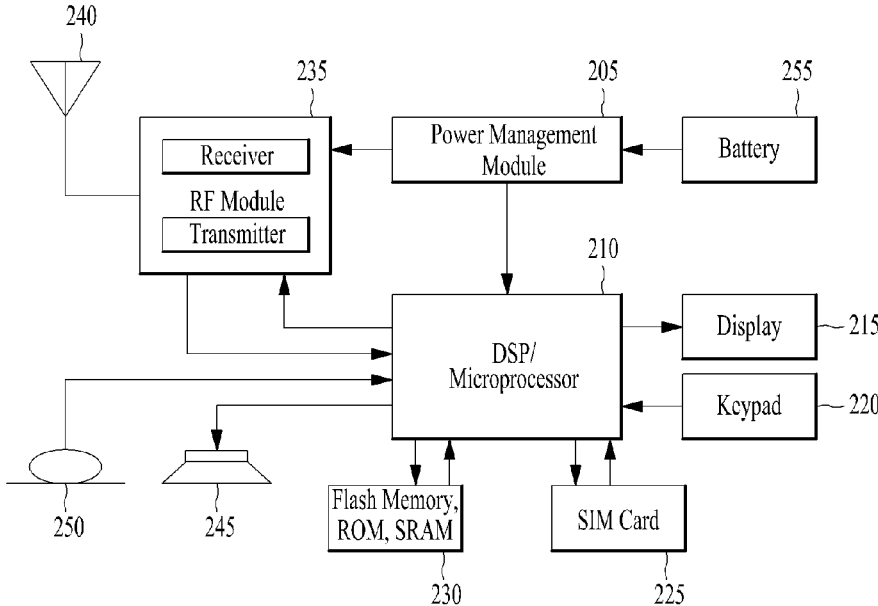 240
235
205
255
Receiver
RF Module
Transmitter
Power Management
Module
Battery
210
DSP/
Microprocessor
Display
215
Keypad
220
250
245
Flash Memory,
ROM, SRAM
230
SIM Card
225